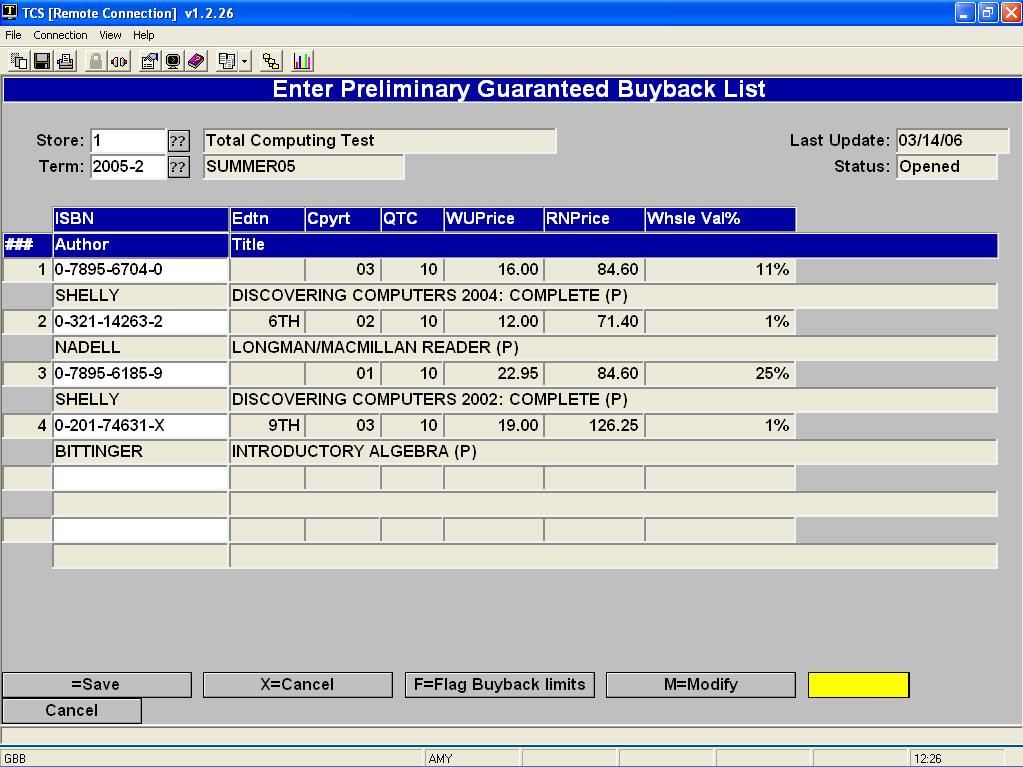 TCS [Remote Connection] v1.2.26
File Connection View Help
Enter Preliminary Guaranteed Buyback List
Store: 1 ?? Total Computing Test Last Update: 03/14/06
Term: 2005-2 ?? SUMMER05 Status: Opened
ISBN Edtn Cpyrt QTC WUPrice RNPrice Whsle Val%
### Author Title
1 0-7895-6704-0 03 10 16.00 84.60 11%
SHELLY DISCOVERING COMPUTERS 2004: COMPLETE (P)
2 0-321-14263-2 6TH 02 10 12.00 71.40 1%
NADELL LONGMAN/MACMILLAN READER (P)
3 0-7895-6185-9 01 10 22.95 84.60 25%
SHELLY DISCOVERING COMPUTERS 2002: COMPLETE (P)
4 0-201-74631-X 9TH 03 10 19.00 126.25 1%
BITTINGER INTRODUCTORY ALGEBRA (P)
=Save X=Cancel F=Flag Buyback limits M=Modify
Cancel
GBB AMY 12:26